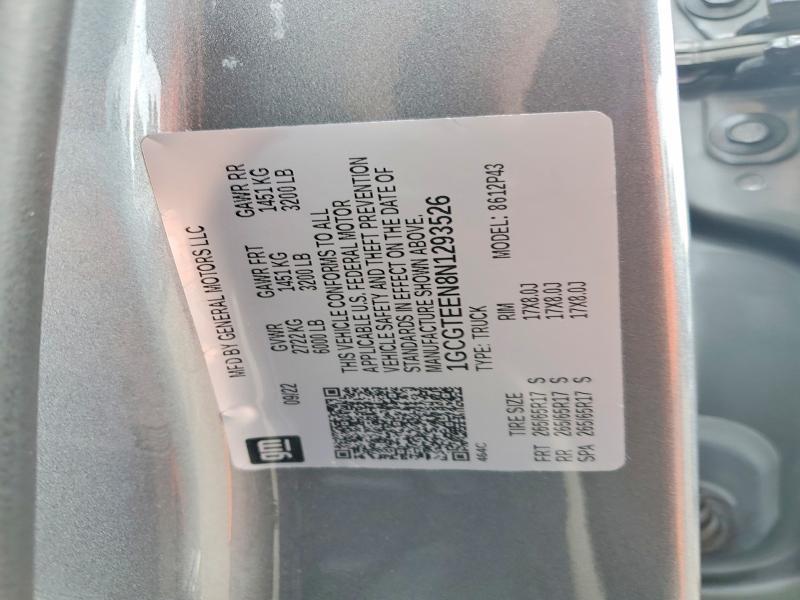 gm
MFD BY GENERAL MOTORS LLC
09/22
GVWR GAWR FRT GAWR RR
2722 KG 1451 KG 1451 KG
6000 LB 3200 LB 3200 LB
THIS VEHICLE CONFORMS TO ALL
APPLICABLE U.S. FEDERAL MOTOR
VEHICLE SAFETY AND THEFT PREVENTION
STANDARDS IN EFFECT ON THE DATE OF
MANUFACTURE SHOWN ABOVE.
1GCGTEEN8N1293526
464C TYPE: TRUCK MODEL: 8612P43
TIRE SIZE RIM
FRT 265/65R17 S 17X8.0J
RR 265/65R17 S 17X8.0J
SPA 265/65R17 S 17X8.0J